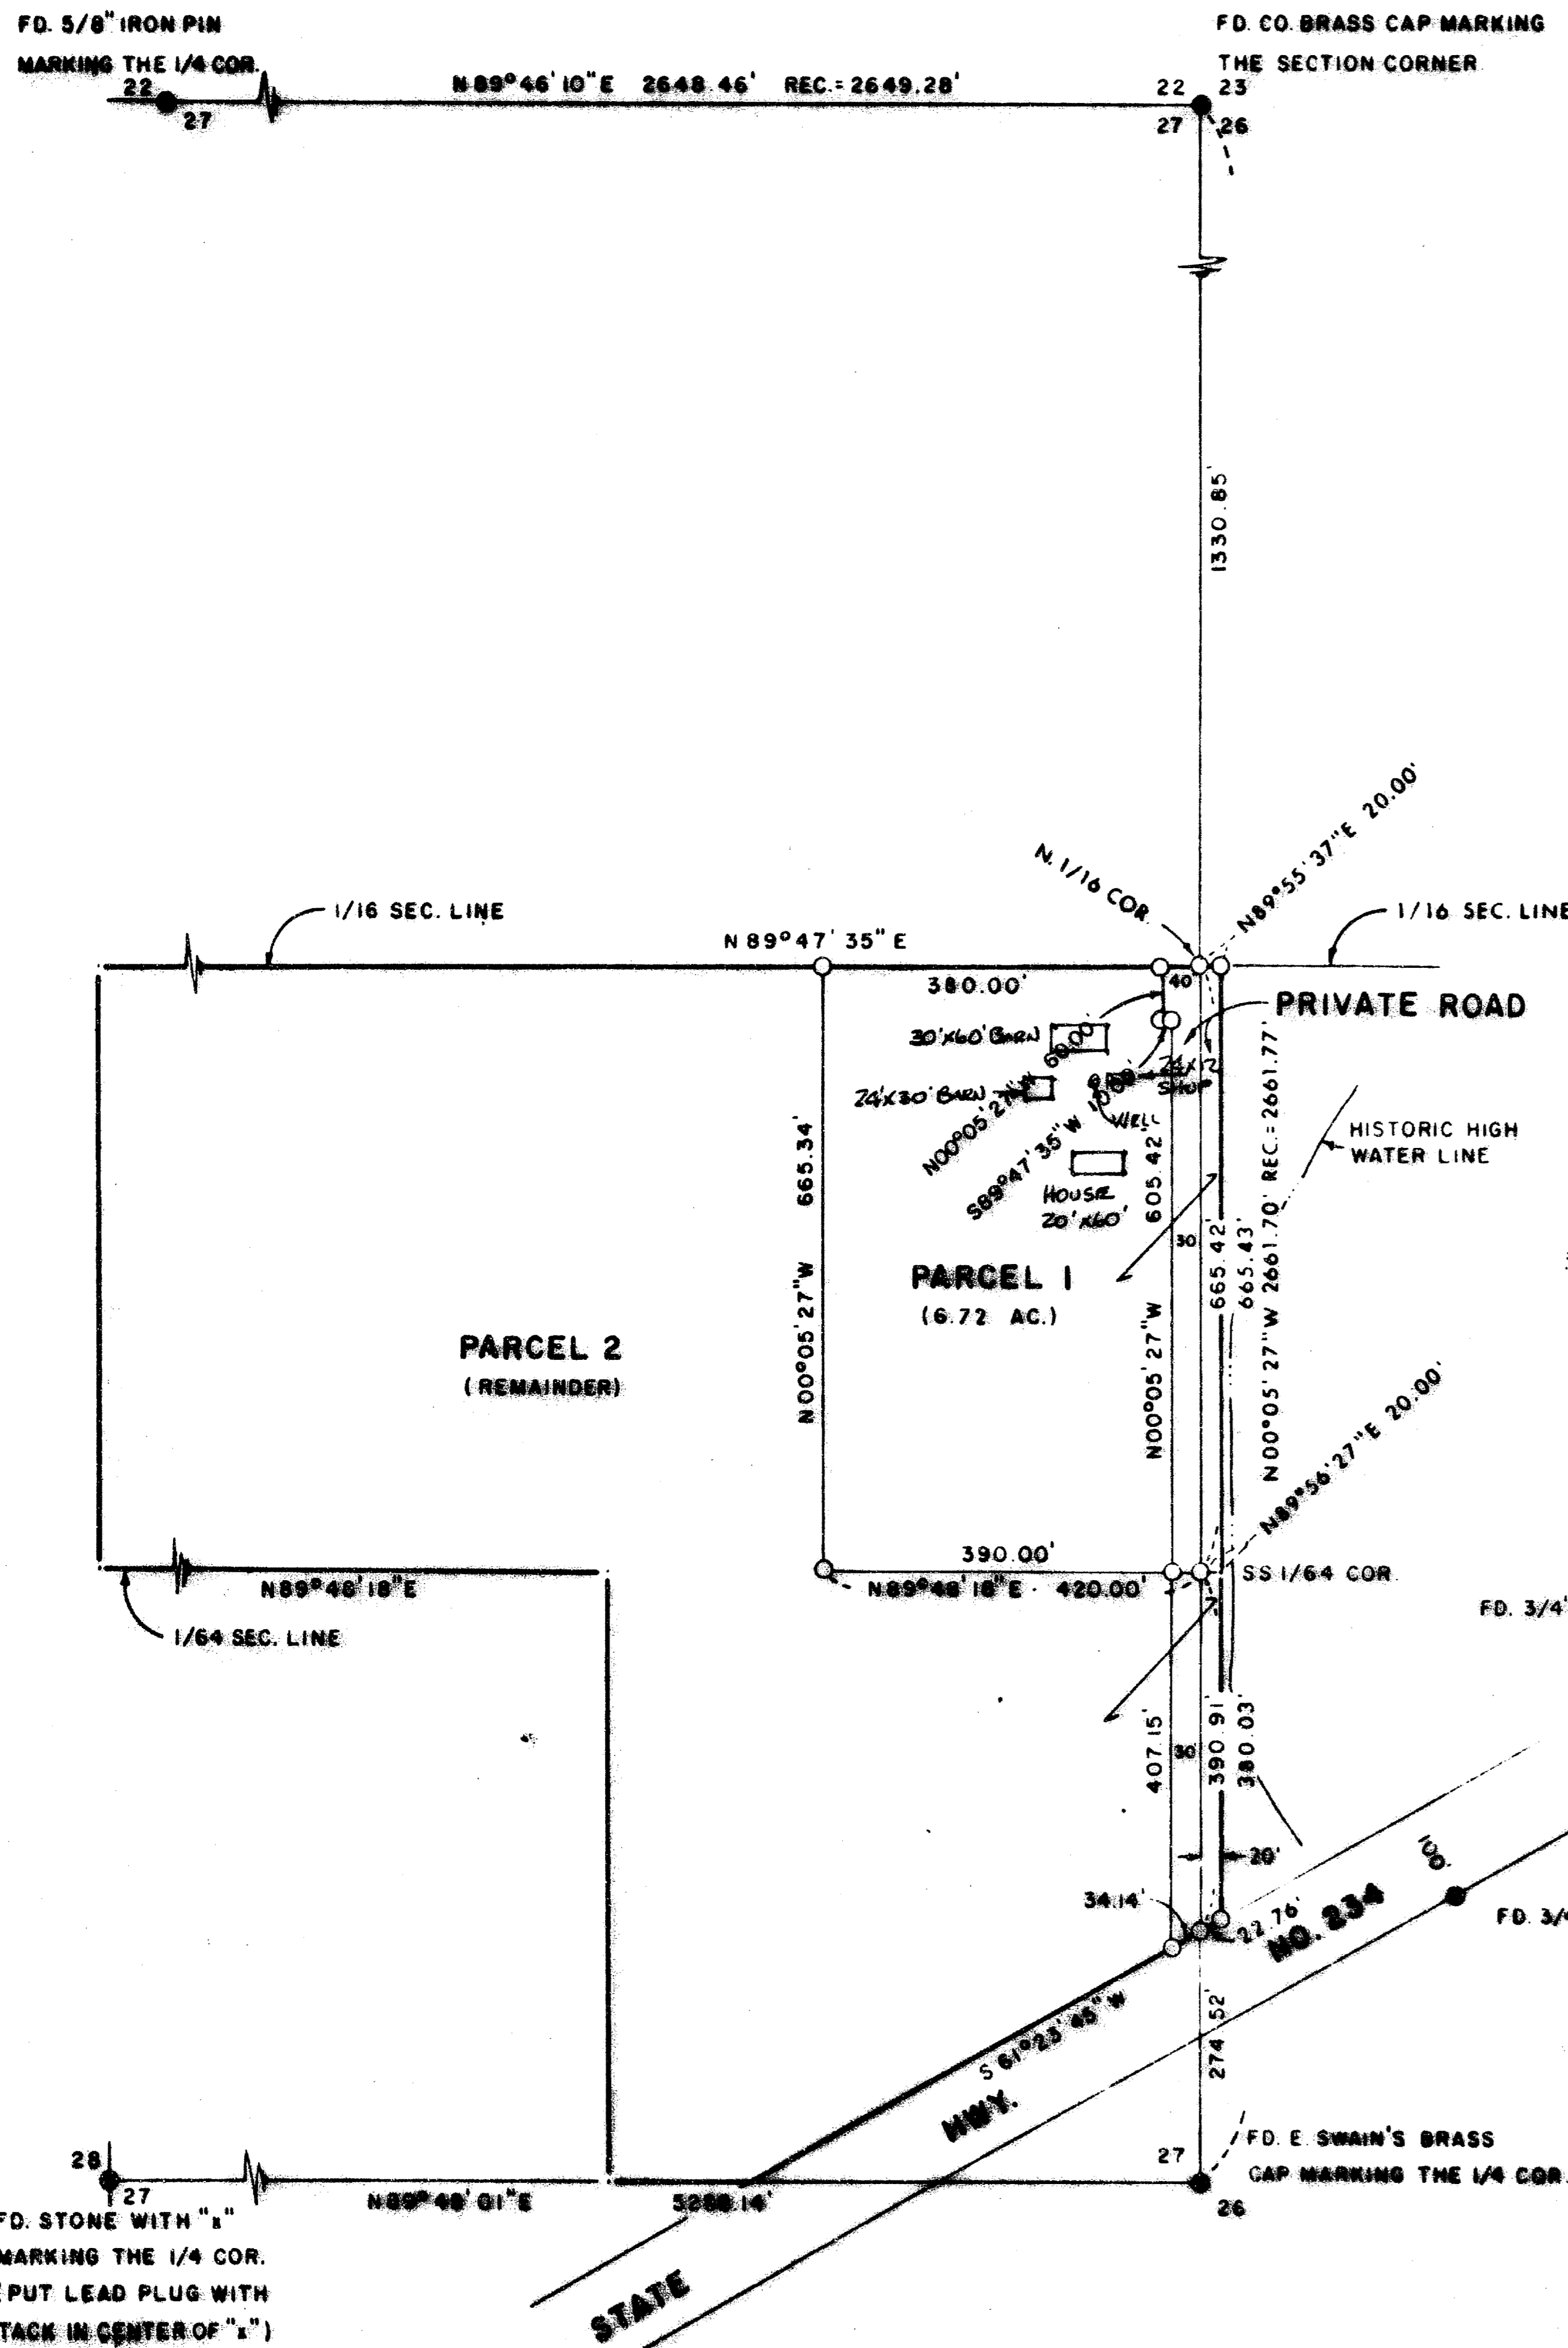 FD. 5/8" IRON PIN
MARKING THE 1/4 COR.
FD. CO. BRASS CAP MARKING
THE SECTION CORNER
22
27
N 89° 46' 10" E 2648.46' REC.= 2649.28'
22 23
27 26
1330.85'
N. 1/16 COR.
N89°55'37"E 20.00'
1/16 SEC. LINE
N 89° 47' 35" E
1/16 SEC. LINE
380.00'
40'
PRIVATE ROAD
30'X60' BARN
N00°05'27"W 60.00'
24'X30' BARN
S89°47'35"W 10.00'
24X12
SHOP
WELL
HOUSE
20'X60'
665.34'
N00°05'27"W
605.42'
N00°05'27"W
30'
665.42'
665.43'
N00°05'27"W 2661.70' REC.= 2661.77'
HISTORIC HIGH
WATER LINE
PARCEL 1
(6.72 AC.)
PARCEL 2
(REMAINDER)
N89°56'27"E 20.00'
390.00'
N89°48'18"E 420.00'
N89°48'18"E
SS 1/64 COR.
1/64 SEC. LINE
FD. 3/4"
407.15'
30'
390.91'
380.03'
20'
34.14'
22.76'
100'
NO. 234
FD. 3/4
S 61°23'45" W
274.52'
HWY.
STATE
28
27
N89°48'01"E 5288.14'
27
26
FD. E. SWAIN'S BRASS
CAP MARKING THE 1/4 COR.
FD. STONE WITH "x"
MARKING THE 1/4 COR.
(PUT LEAD PLUG WITH
TACK IN CENTER OF "x")